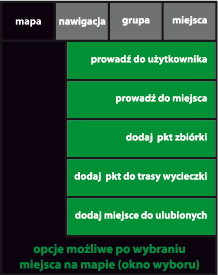 mapa nawigacja grupa miejsca
prowadź do użytkownika
prowadź do miejsca
dodaj pkt zbiórki
dodaj pkt do trasy wycieczki
dodaj miejsce do ulubionych
opcje możliwe po wybraniu
miejsca na mapie (okno wyboru)